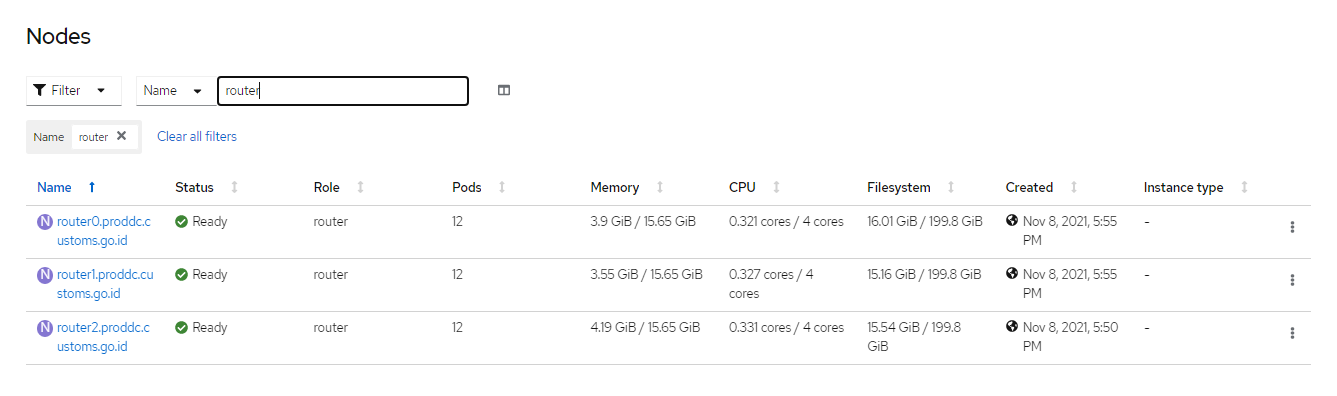 Nodes
Filter Name router
Name router Clear all filters
Name Status Role Pods Memory CPU Filesystem Created Instance type
N router0.proddc.c Ready router 12 3.9 GiB / 15.65 GiB 0.321 cores / 4 cores 16.01 GiB / 199.8 GiB Nov 8, 2021, 5:55 -
ustoms.go.id PM
N router1.proddc.cu Ready router 12 3.55 GiB / 15.65 GiB 0.327 cores / 4 15.16 GiB / 199.8 GiB Nov 8, 2021, 5:55 -
stoms.go.id cores PM
N router2.proddc.c Ready router 12 4.19 GiB / 15.65 GiB 0.331 cores / 4 cores 15.54 GiB / 199.8 Nov 8, 2021, 5:50 -
ustoms.go.id GiB PM